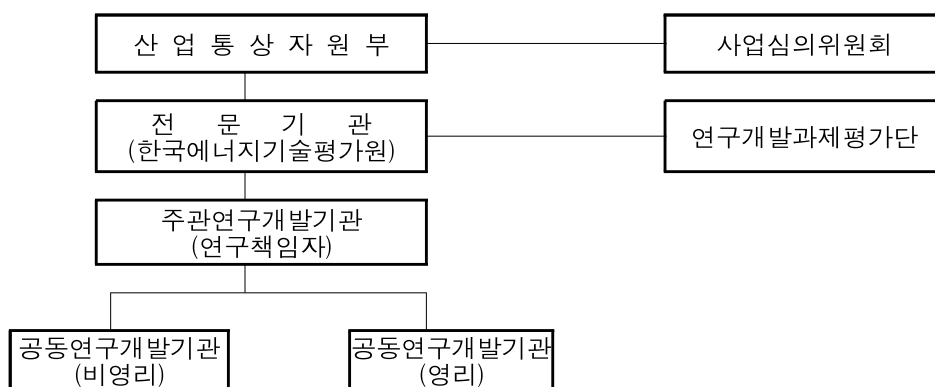 산 업 통 상 자 원 부
사업심의위원회
전 문 기 관
(한국에너지기술평가원)
연구개발과제평가단
주관연구개발기관
(연구책임자)
공동연구개발기관
(비영리)
공동연구개발기관
(영리)